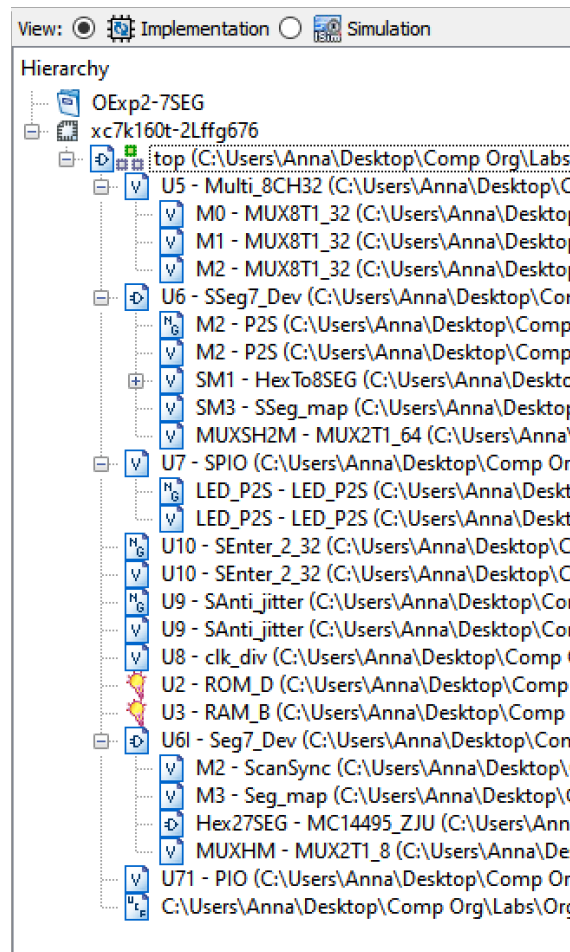 View: Implementation Simulation
Hierarchy
OExp2-7SEG
xc7k160t-2Lffg676
top (C:\Users\Anna\Desktop\Comp Org\Labs
U5 - Multi_8CH32 (C:\Users\Anna\Desktop\C
M0 - MUX8T1_32 (C:\Users\Anna\Desktop
M1 - MUX8T1_32 (C:\Users\Anna\Desktop
M2 - MUX8T1_32 (C:\Users\Anna\Desktop
U6 - SSeg7_Dev (C:\Users\Anna\Desktop\Cor
M2 - P2S (C:\Users\Anna\Desktop\Comp
M2 - P2S (C:\Users\Anna\Desktop\Comp
SM1 - HexTo8SEG (C:\Users\Anna\Deskto
SM3 - SSeg_map (C:\Users\Anna\Desktop
MUXSH2M - MUX2T1_64 (C:\Users\Anna\
U7 - SPIO (C:\Users\Anna\Desktop\Comp Or
LED_P2S - LED_P2S (C:\Users\Anna\Deskt
LED_P2S - LED_P2S (C:\Users\Anna\Deskt
U10 - SEnter_2_32 (C:\Users\Anna\Desktop\C
U10 - SEnter_2_32 (C:\Users\Anna\Desktop\C
U9 - SAnti_jitter (C:\Users\Anna\Desktop\Co
U9 - SAnti_jitter (C:\Users\Anna\Desktop\Co
U8 - clk_div (C:\Users\Anna\Desktop\Comp
U2 - ROM_D (C:\Users\Anna\Desktop\Comp
U3 - RAM_B (C:\Users\Anna\Desktop\Comp
U6I - Seg7_Dev (C:\Users\Anna\Desktop\Con
M2 - ScanSync (C:\Users\Anna\Desktop\
M3 - Seg_map (C:\Users\Anna\Desktop\C
Hex27SEG - MC14495_ZJU (C:\Users\Ann
MUXHM - MUX2T1_8 (C:\Users\Anna\De
U71 - PIO (C:\Users\Anna\Desktop\Comp Or
C:\Users\Anna\Desktop\Comp Org\Labs\Org